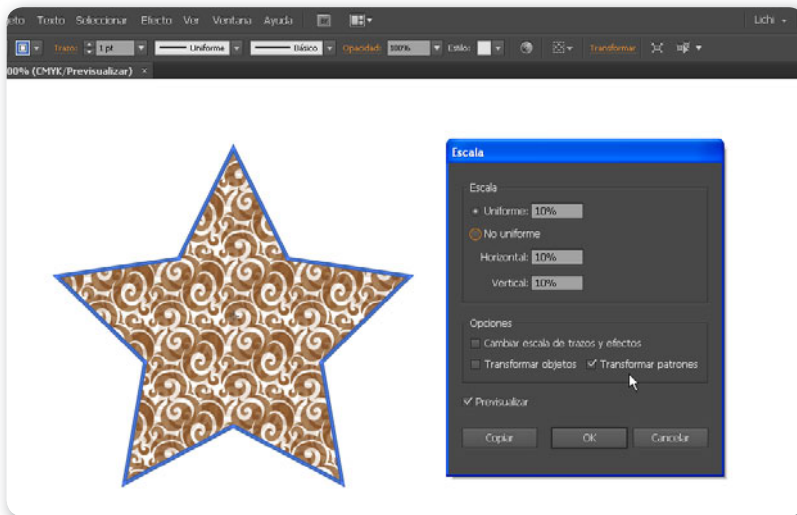 jeto Texto Seleccionar Efecto Ver Ventana Ayuda Lichi
Trazo: 1 pt Uniforme Básico Opacidad: 100% Estilo: Transformar
00% (CMYK/Previsualizar) ×
Escala
Escala
Uniforme: 10%
No uniforme
Horizontal: 10%
Vertical: 10%
Opciones
Cambiar escala de trazos y efectos
Transformar objetos Transformar patrones
Previsualizar
Copiar OK Cancelar